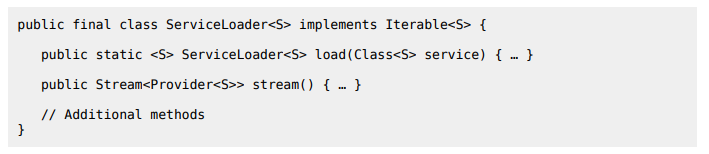 public final class ServiceLoader<S> implements Iterable<S> {
public static <S> ServiceLoader<S> load(Class<S> service) { … }
public Stream<Provider<S>> stream() { … }
// Additional methods
}